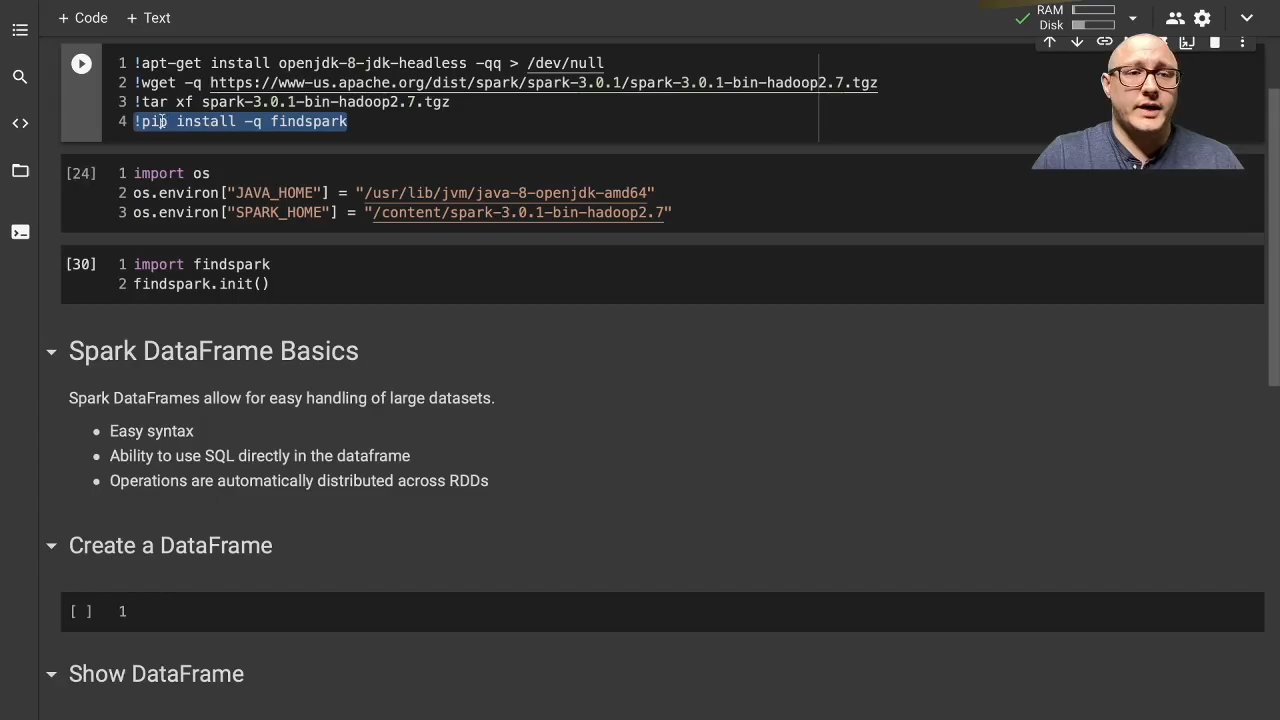 + Code + Text
RAM
Disk
1 !apt-get install openjdk-8-jdk-headless -qq > /dev/null
2 !wget -q https://www-us.apache.org/dist/spark/spark-3.0.1/spark-3.0.1-bin-hadoop2.7.tgz
3 !tar xf spark-3.0.1-bin-hadoop2.7.tgz
4 !pip install -q findspark
[24] 1 import os
2 os.environ["JAVA_HOME"] = "/usr/lib/jvm/java-8-openjdk-amd64"
3 os.environ["SPARK_HOME"] = "/content/spark-3.0.1-bin-hadoop2.7"
[30] 1 import findspark
2 findspark.init()
Spark DataFrame Basics
Spark DataFrames allow for easy handling of large datasets.
• Easy syntax
• Ability to use SQL directly in the dataframe
• Operations are automatically distributed across RDDs
Create a DataFrame
[ ] 1
Show DataFrame